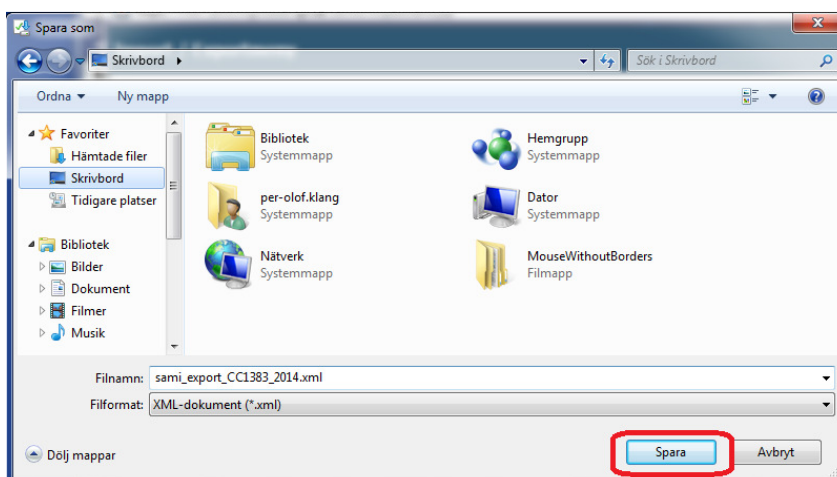 Spara som
Skrivbord
Sök i Skrivbord
Ordna
Ny mapp
Favoriter
Hämtade filer
Skrivbord
Tidigare platser
Bibliotek
Bilder
Dokument
Filmer
Musik
Bibliotek
Systemmapp
Hemgrupp
Systemmapp
per-olof.klang
Systemmapp
Dator
Systemmapp
Nätverk
Systemmapp
MouseWithoutBorders
Filmapp
Filnamn: sami_export_CC1383_2014.xml
Filformat: XML-dokument (*.xml)
Dölj mappar
Spara
Avbryt